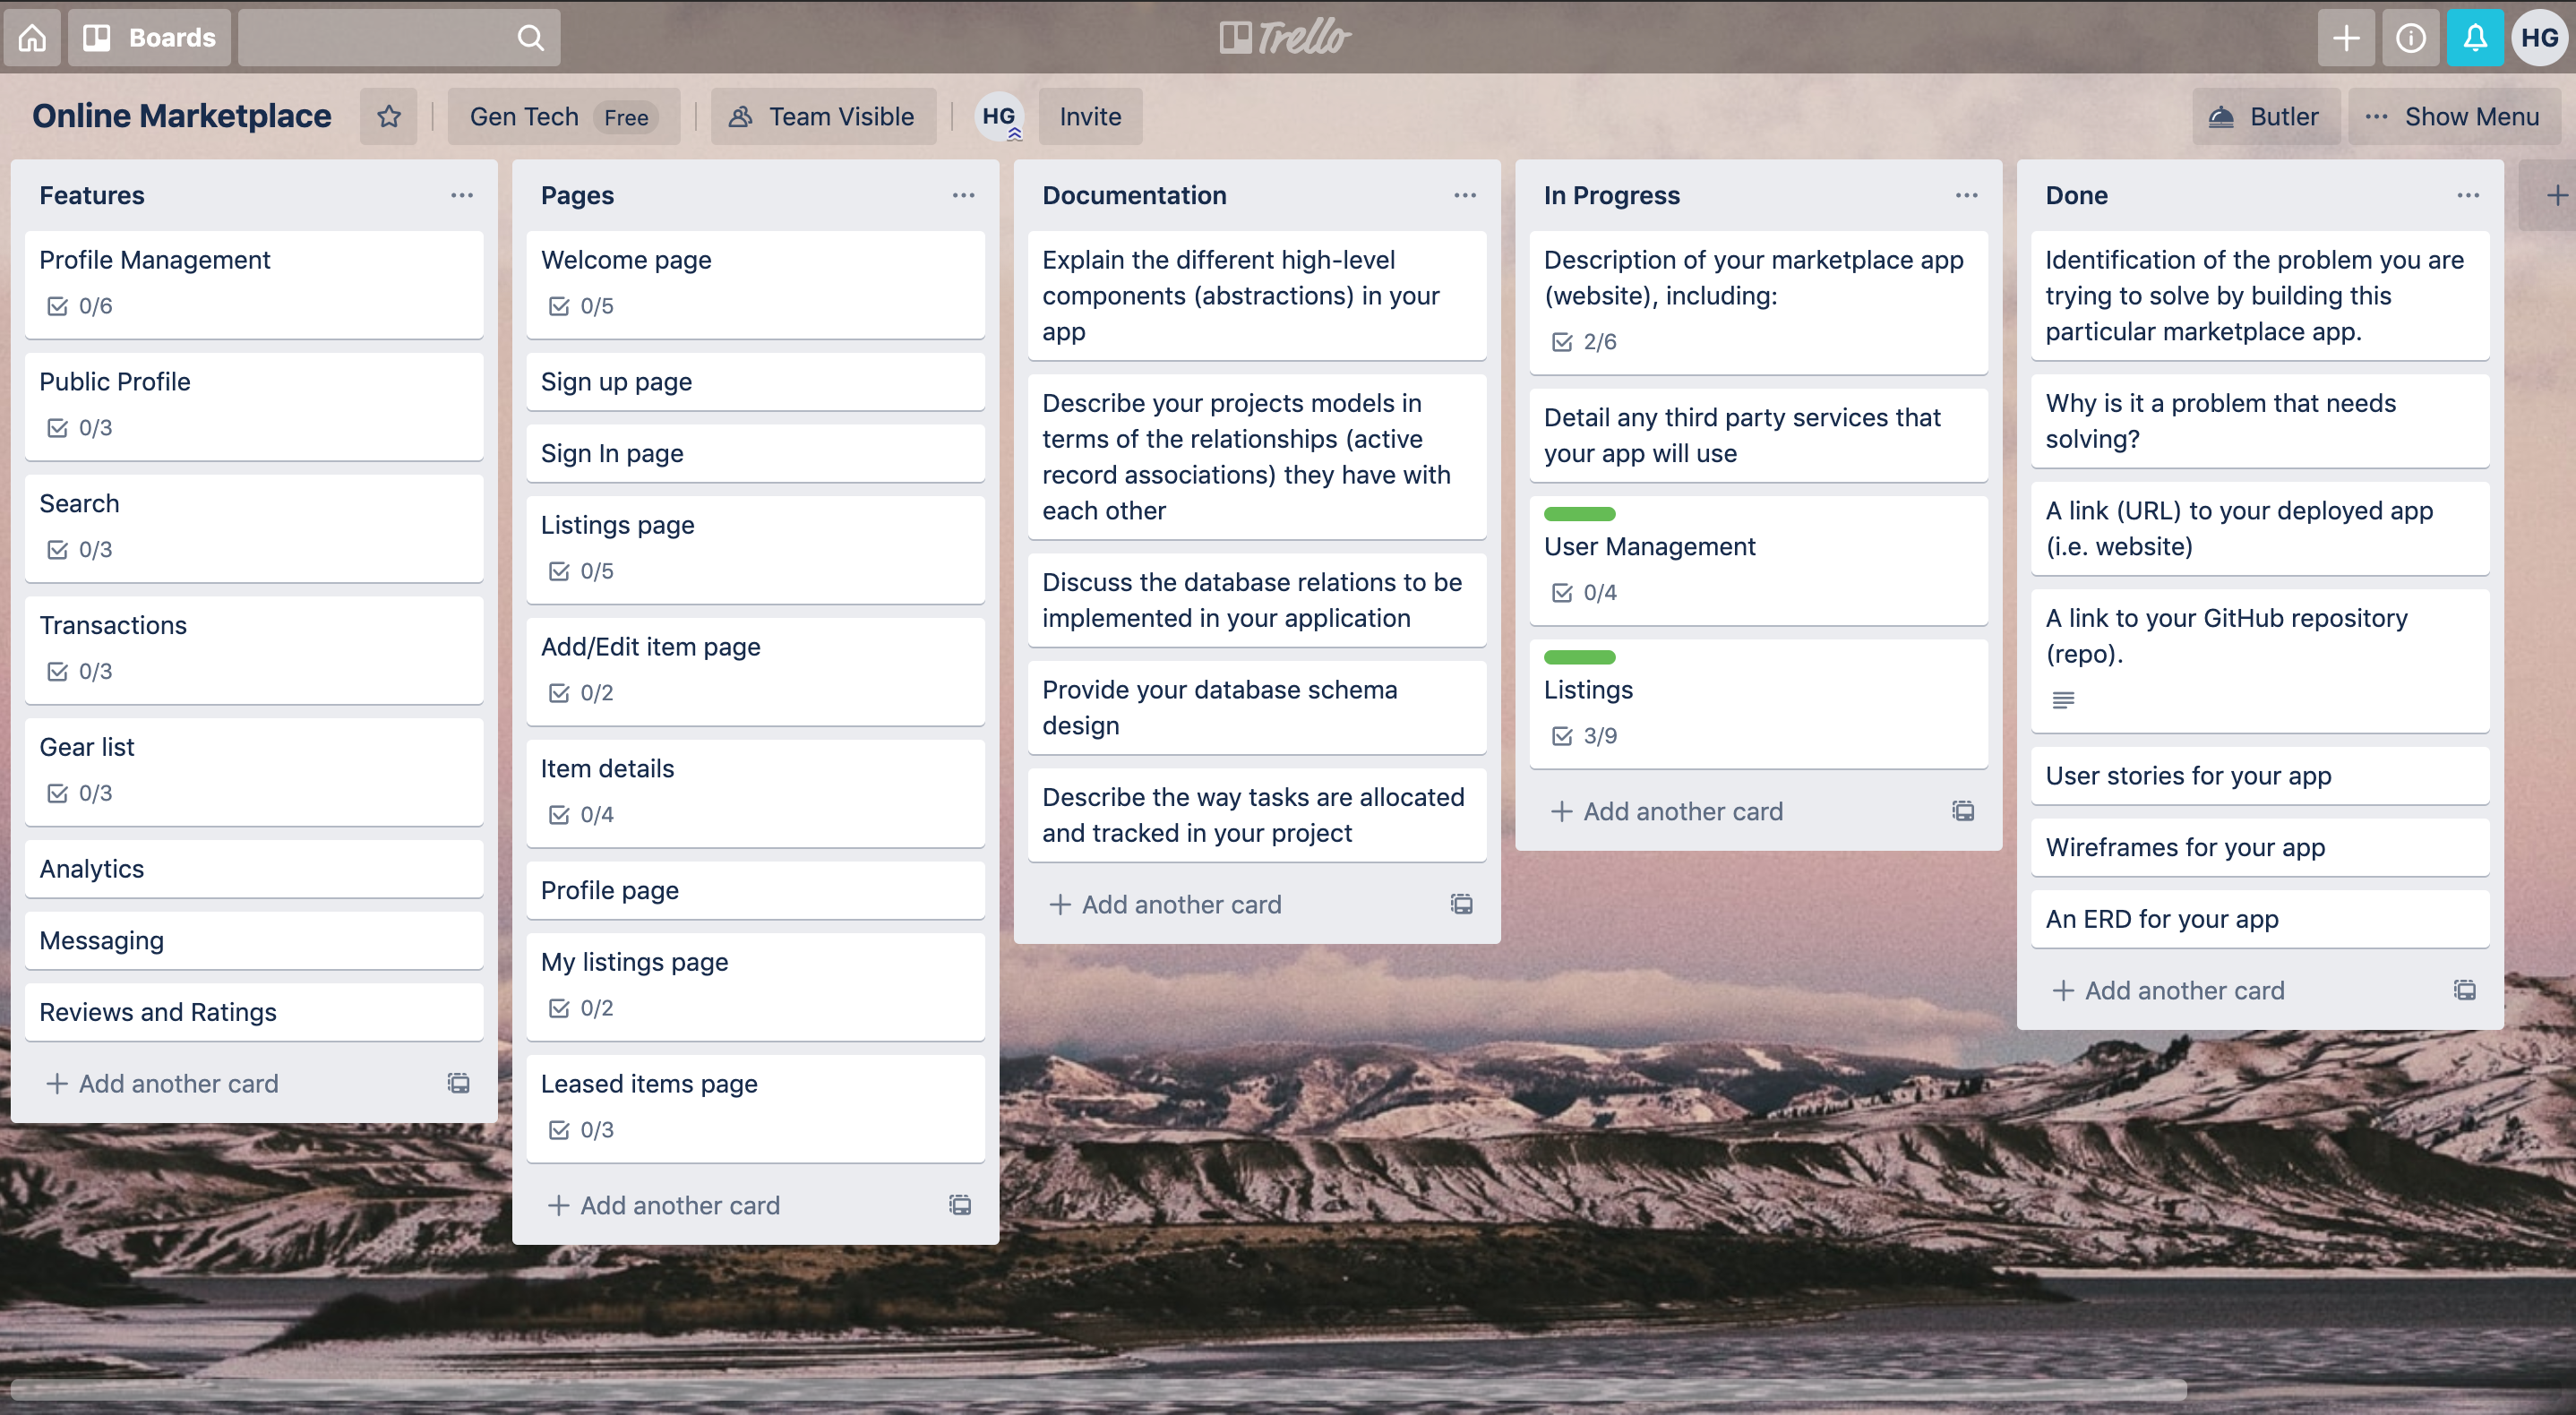 Boards
Trello
HG
Online Marketplace
Gen Tech Free
Team Visible
HG
Invite
Butler
Show Menu
Features
Profile Management
0/6
Public Profile
0/3
Search
0/3
Transactions
0/3
Gear list
0/3
Analytics
Messaging
Reviews and Ratings
Add another card
Pages
Welcome page
0/5
Sign up page
Sign In page
Listings page
0/5
Add/Edit item page
0/2
Item details
0/4
Profile page
My listings page
0/2
Leased items page
0/3
Add another card
Documentation
Explain the different high-level
components (abstractions) in your
app
Describe your projects models in
terms of the relationships (active
record associations) they have with
each other
Discuss the database relations to be
implemented in your application
Provide your database schema
design
Describe the way tasks are allocated
and tracked in your project
Add another card
In Progress
Description of your marketplace app
(website), including:
2/6
Detail any third party services that
your app will use
User Management
0/4
Listings
3/9
Add another card
Done
Identification of the problem you are
trying to solve by building this
particular marketplace app.
Why is it a problem that needs
solving?
A link (URL) to your deployed app
(i.e. website)
A link to your GitHub repository
(repo).
User stories for your app
Wireframes for your app
An ERD for your app
Add another card